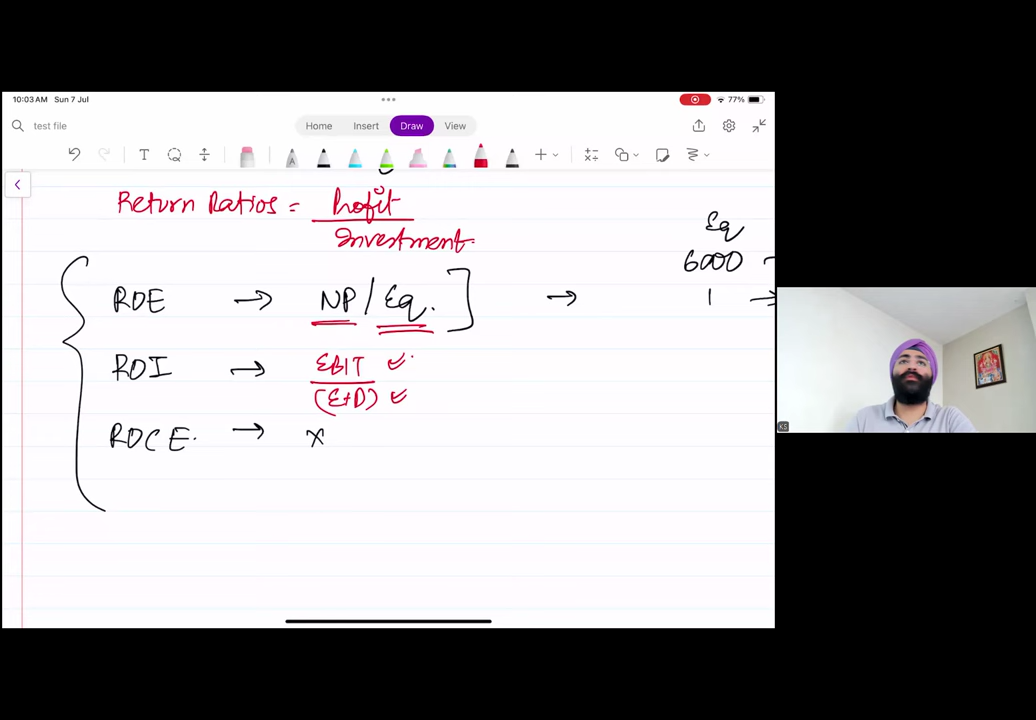 10:03 AM Sun 7 Jul
77%
test file
Home Insert Draw View
Return Ratios = Profit
Investment
Eq
6000
ROE → NP / Eq. → 1 →
ROI → EBIT ✓
(E+D) ✓
ROCE. → x
KS